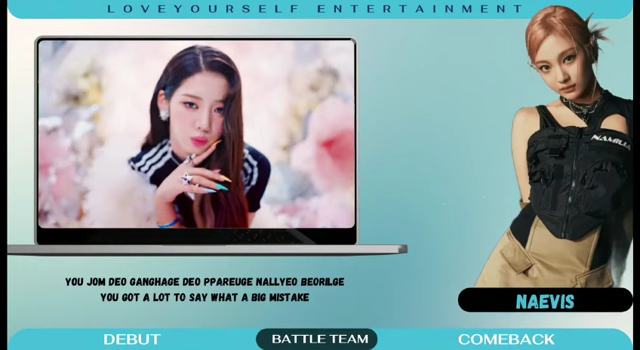 LOVEYOURSELF ENTERTAINMENT
YOU JOM DEO GANGHAGE DEO PPAREUGE NALLYEO BEORILGE
YOU GOT A LOT TO SAY WHAT A BIG MISTAKE
NAEVIS
DEBUT
BATTLE TEAM
COMEBACK